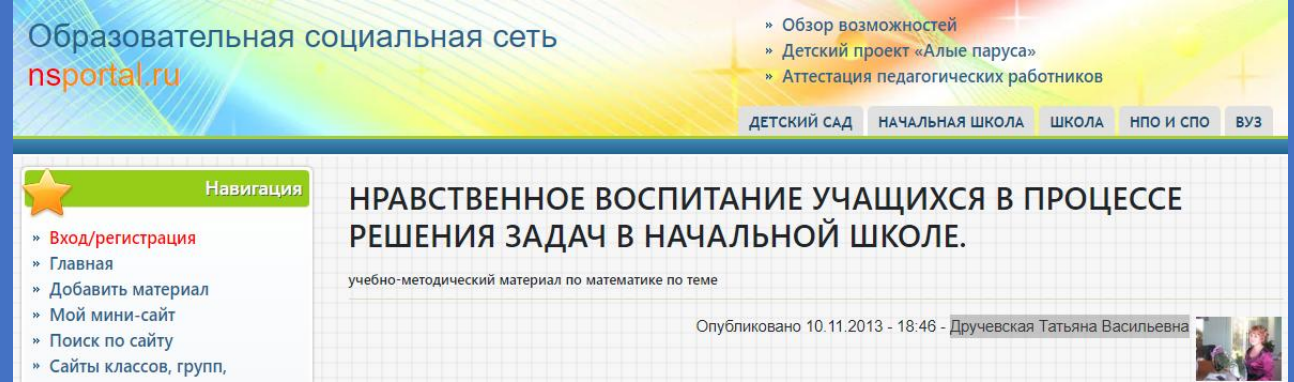 Образовательная социальная сеть
nsportal.ru
» Обзор возможностей
» Детский проект «Алые паруса»
» Аттестация педагогических работников
ДЕТСКИЙ САД НАЧАЛЬНАЯ ШКОЛА ШКОЛА НПО И СПО ВУЗ
Навигация
» Вход/регистрация
» Главная
» Добавить материал
» Мой мини-сайт
» Поиск по сайту
» Сайты классов, групп,
НРАВСТВЕННОЕ ВОСПИТАНИЕ УЧАЩИХСЯ В ПРОЦЕССЕ
РЕШЕНИЯ ЗАДАЧ В НАЧАЛЬНОЙ ШКОЛЕ.
учебно-методический материал по математике по теме
Опубликовано 10.11.2013 - 18:46 - Дручевская Татьяна Васильевна